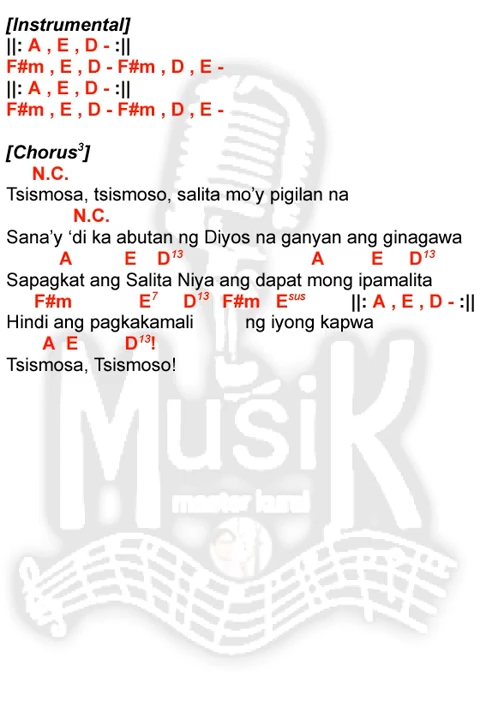 [Instrumental]
||: A , E , D - :||
F#m , E , D - F#m , D , E -
||: A , E , D - :||
F#m , E , D - F#m , D , E -
[Chorus³]
N.C.
Tsismosa, tsismoso, salita mo’y pigilan na
N.C.
Sana’y ‘di ka abutan ng Diyos na ganyan ang ginagawa
A E D¹³ A E D¹³
Sapagkat ang Salita Niya ang dapat mong ipamalita
F#m E⁷ D¹³ F#m Esus ||: A , E , D - :||
Hindi ang pagkakamali ng iyong kapwa
A E D¹³!
Tsismosa, Tsismoso!
MusiK